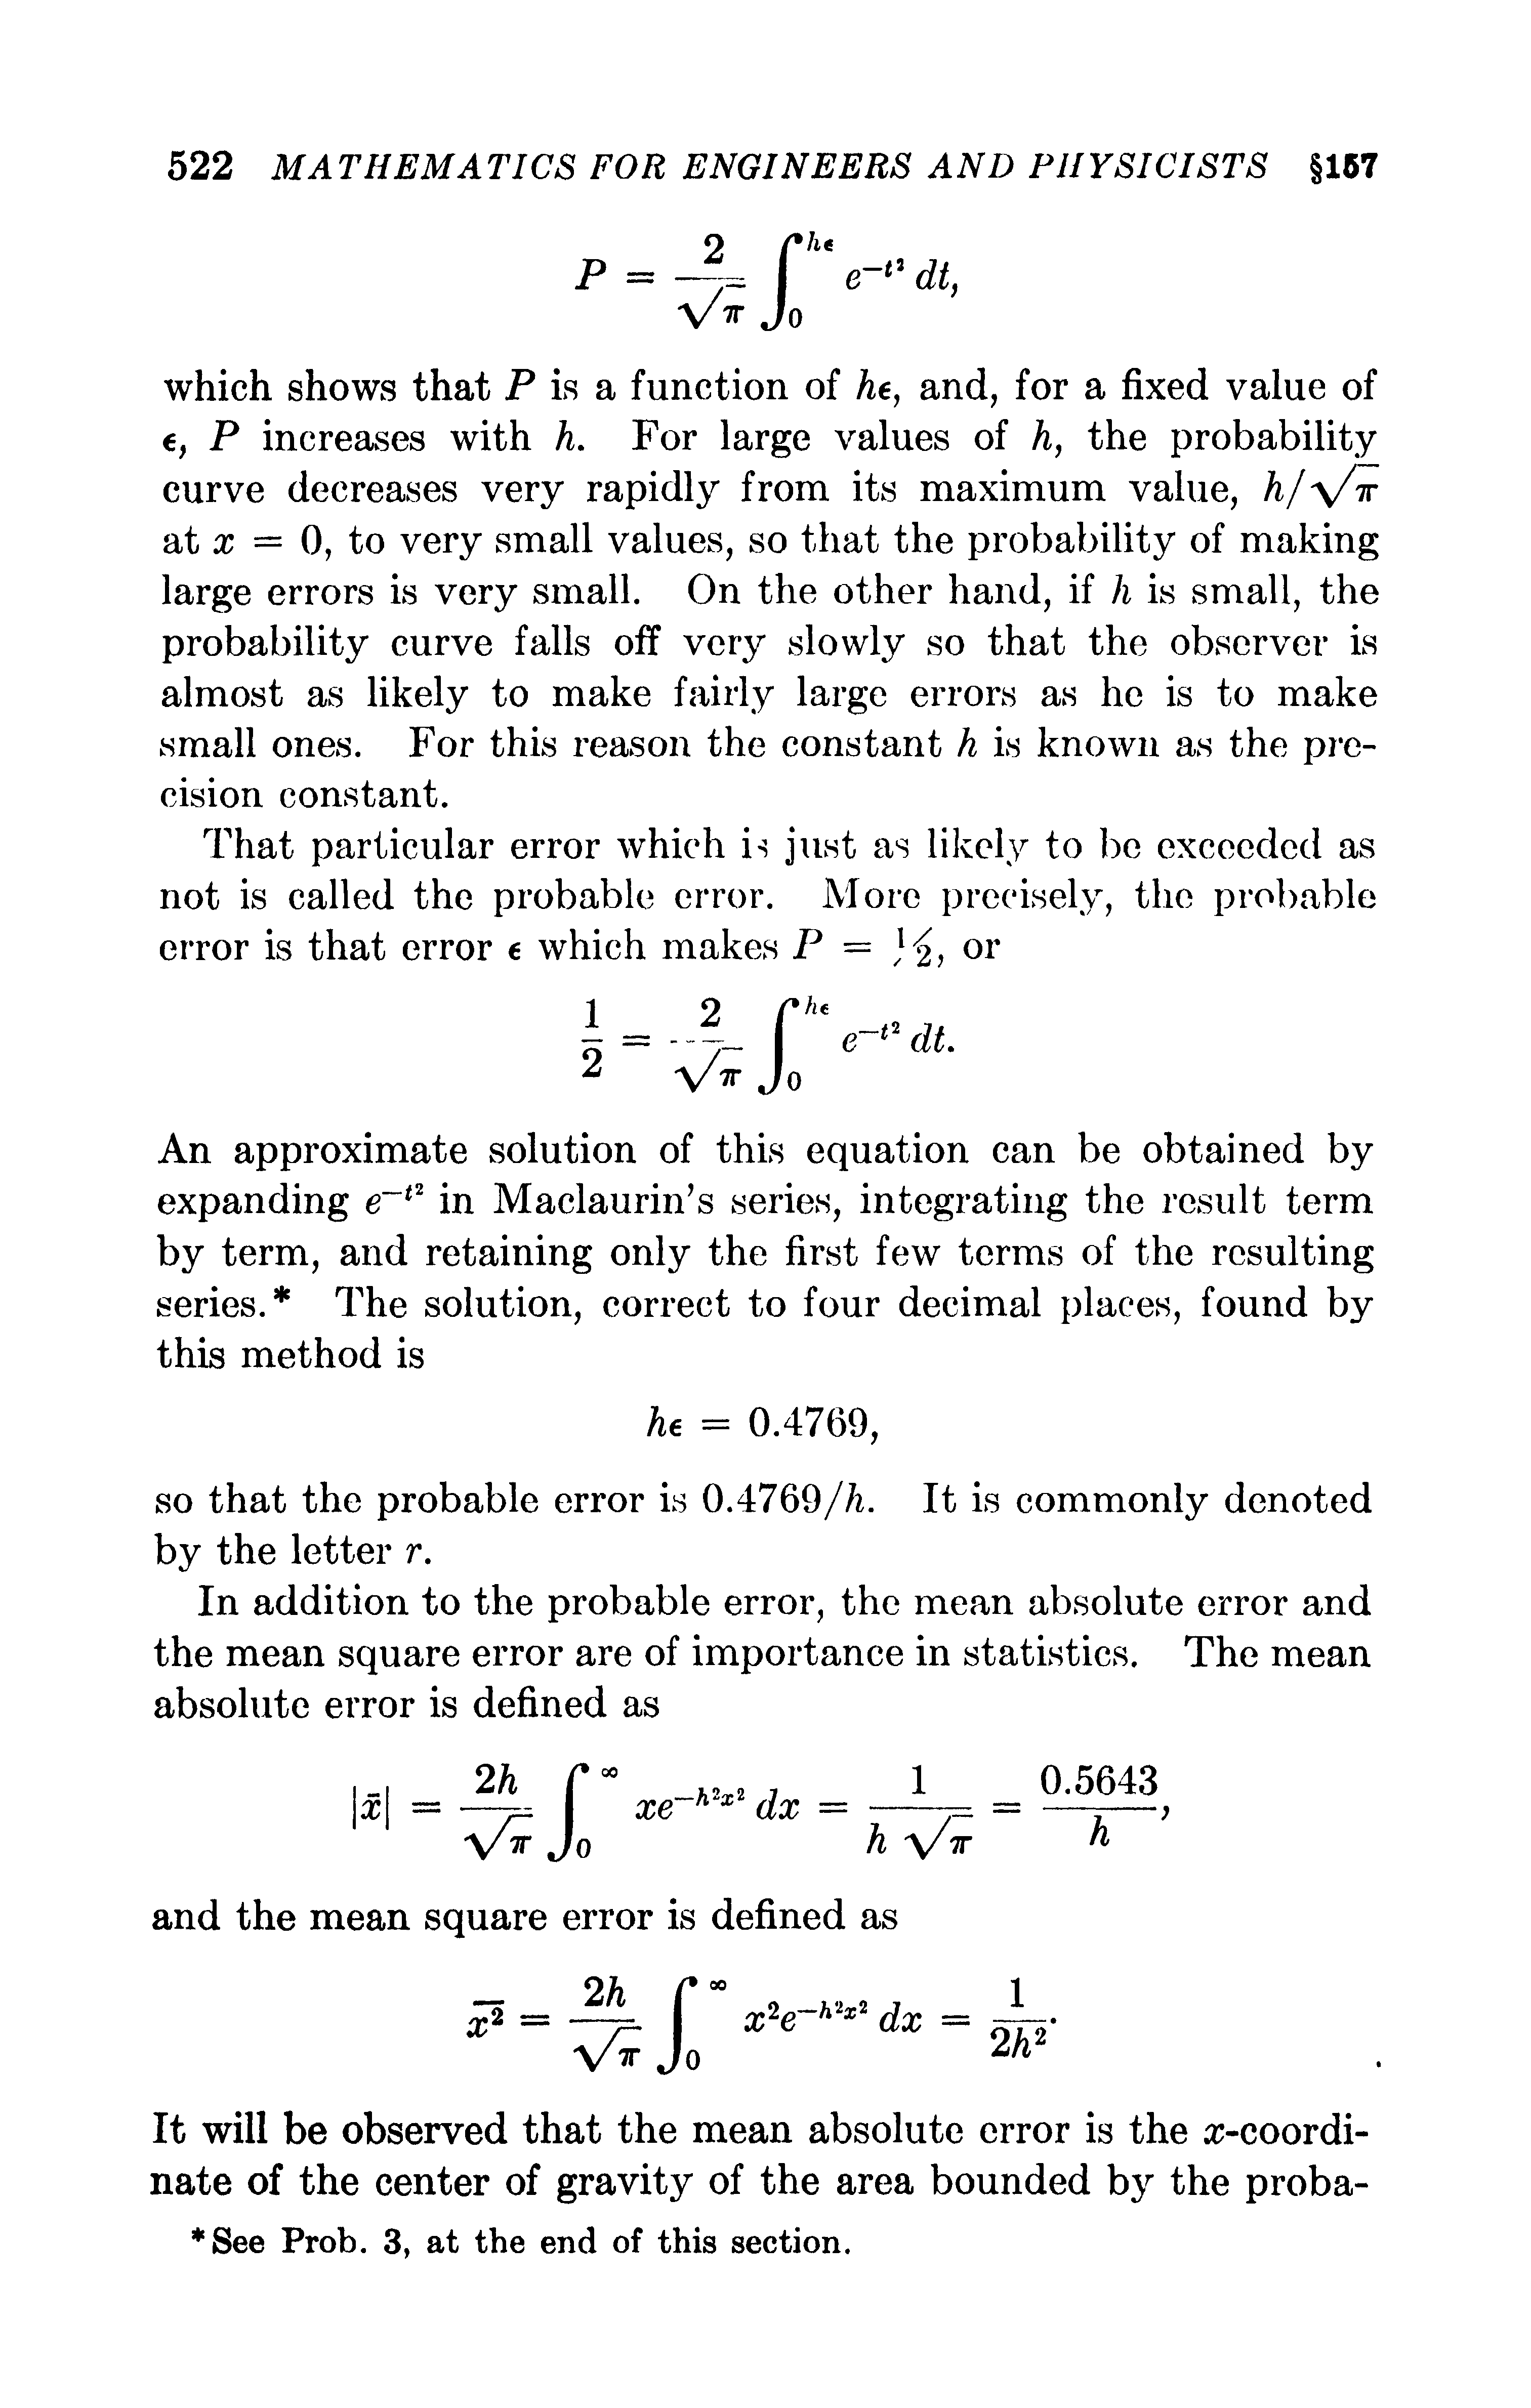 522 MATHEMATICS FOR ENGINEERS AND PHYSICISTS §157
P = \frac{2}{\sqrt{\pi}} \int_0^{h\epsilon} e^{-t^2} dt,
which shows that P is a function of hϵ, and, for a fixed value of
ϵ, P increases with h. For large values of h, the probability
curve decreases very rapidly from its maximum value, h/√π
at x = 0, to very small values, so that the probability of making
large errors is very small. On the other hand, if h is small, the
probability curve falls off very slowly so that the observer is
almost as likely to make fairly large errors as he is to make
small ones. For this reason the constant h is known as the pre-
cision constant.
That particular error which is just as likely to be exceeded as
not is called the probable error. More precisely, the probable
error is that error ϵ which makes P = ½, or
\frac{1}{2} = \frac{2}{\sqrt{\pi}} \int_0^{h\epsilon} e^{-t^2} dt.
An approximate solution of this equation can be obtained by
expanding e^{-t^2} in Maclaurin's series, integrating the result term
by term, and retaining only the first few terms of the resulting
series.* The solution, correct to four decimal places, found by
this method is
hϵ = 0.4769,
so that the probable error is 0.4769/h. It is commonly denoted
by the letter r.
In addition to the probable error, the mean absolute error and
the mean square error are of importance in statistics. The mean
absolute error is defined as
|\bar{x}| = \frac{2h}{\sqrt{\pi}} \int_0^{\infty} xe^{-h^2x^2} dx = \frac{1}{h\sqrt{\pi}} = \frac{0.5643}{h},
and the mean square error is defined as
\overline{x^2} = \frac{2h}{\sqrt{\pi}} \int_0^{\infty} x^2e^{-h^2x^2} dx = \frac{1}{2h^2}.
It will be observed that the mean absolute error is the x-coordi-
nate of the center of gravity of the area bounded by the proba-
* See Prob. 3, at the end of this section.